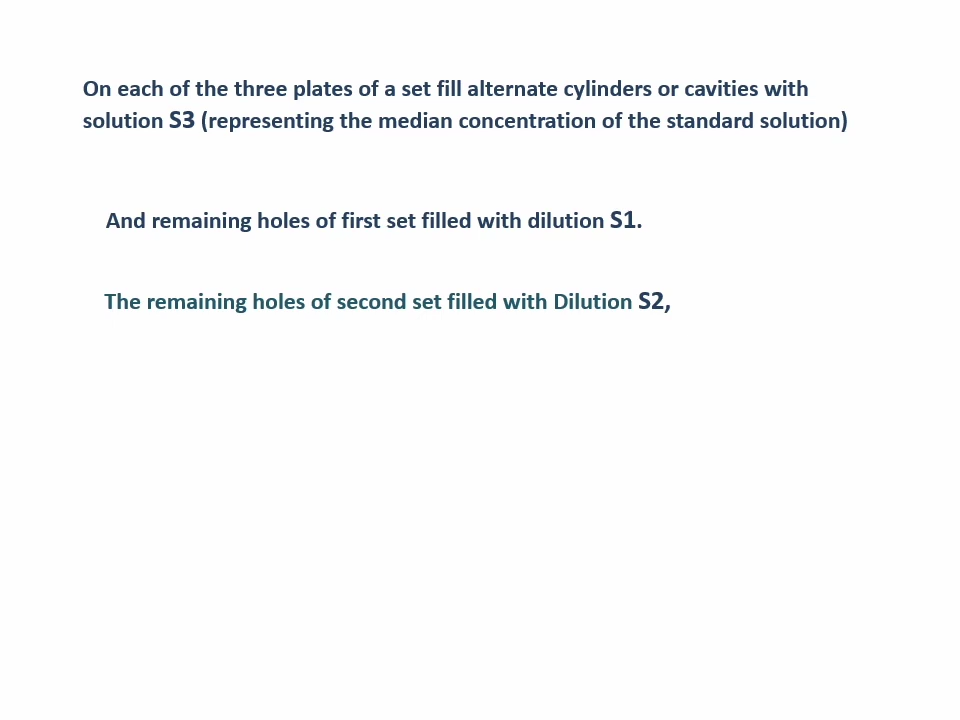 On each of the three plates of a set fill alternate cylinders or cavities with
solution S3 (representing the median concentration of the standard solution)
And remaining holes of first set filled with dilution S1.
The remaining holes of second set filled with Dilution S2,